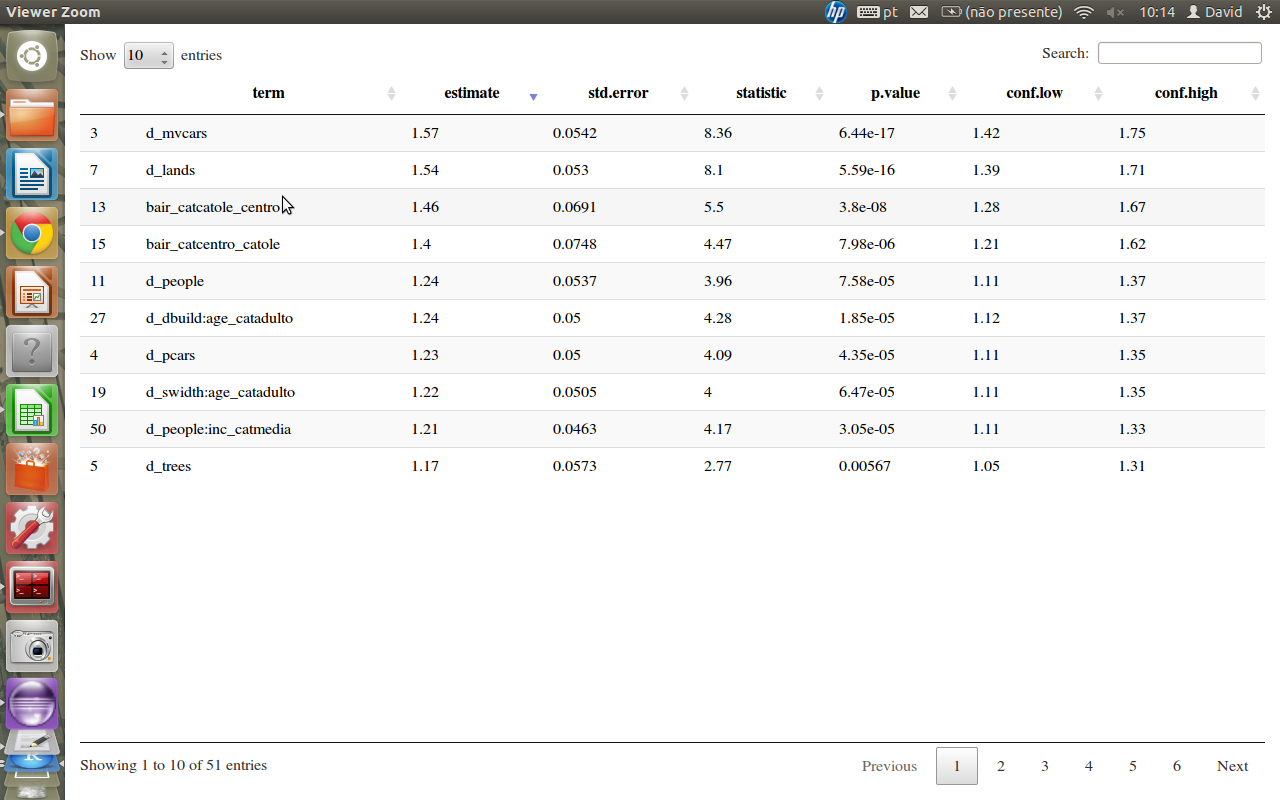 Viewer Zoom pt (não presente) 10:14 David
Show 10 entries Search:
term estimate std.error statistic p.value conf.low conf.high
3 d_mvcars 1.57 0.0542 8.36 6.44e-17 1.42 1.75
7 d_lands 1.54 0.053 8.1 5.59e-16 1.39 1.71
13 bair_catcatole_centro 1.46 0.0691 5.5 3.8e-08 1.28 1.67
15 bair_catcentro_catole 1.4 0.0748 4.47 7.98e-06 1.21 1.62
11 d_people 1.24 0.0537 3.96 7.58e-05 1.11 1.37
27 d_dbuild:age_catadulto 1.24 0.05 4.28 1.85e-05 1.12 1.37
4 d_pcars 1.23 0.05 4.09 4.35e-05 1.11 1.35
19 d_swidth:age_catadulto 1.22 0.0505 4 6.47e-05 1.11 1.35
50 d_people:inc_catmedia 1.21 0.0463 4.17 3.05e-05 1.11 1.33
5 d_trees 1.17 0.0573 2.77 0.00567 1.05 1.31
Showing 1 to 10 of 51 entries Previous 1 2 3 4 5 6 Next